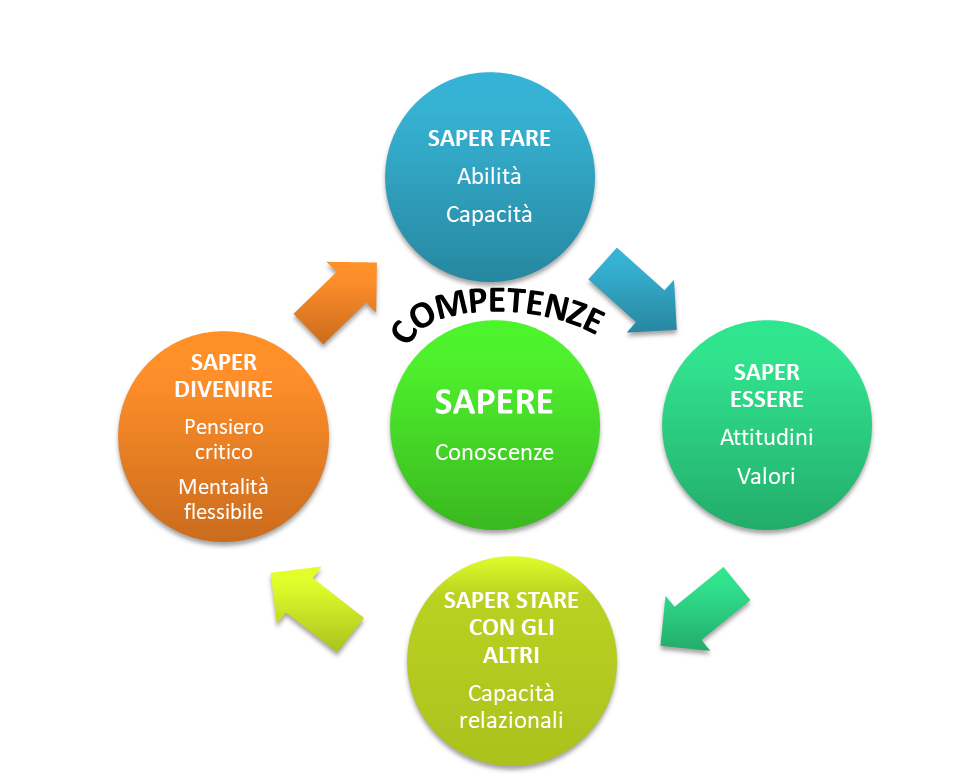 SAPER FARE
Abilità
Capacità
COMPETENZE
SAPER
DIVENIRE
Pensiero
critico
Mentalità
flessibile
SAPERE
Conoscenze
SAPER
ESSERE
Attitudini
Valori
SAPER STARE
CON GLI
ALTRI
Capacità
relazionali